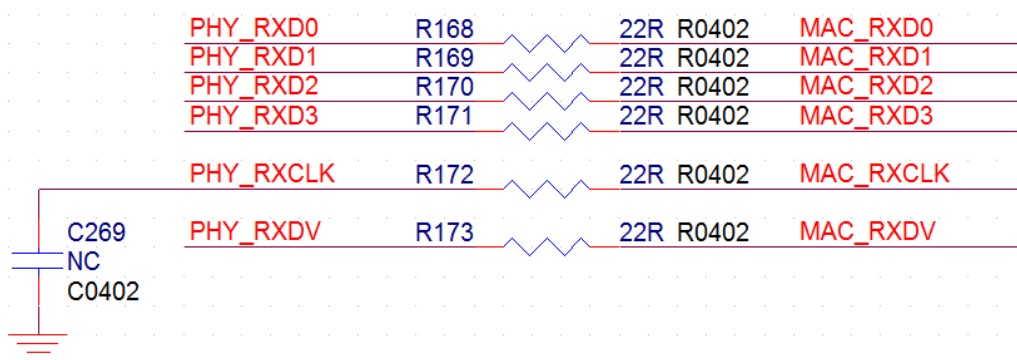 PHY_RXD0 R168 22R R0402 MAC_RXD0
PHY_RXD1 R169 22R R0402 MAC_RXD1
PHY_RXD2 R170 22R R0402 MAC_RXD2
PHY_RXD3 R171 22R R0402 MAC_RXD3
PHY_RXCLK R172 22R R0402 MAC_RXCLK
C269 PHY_RXDV R173 22R R0402 MAC_RXDV
NC
C0402